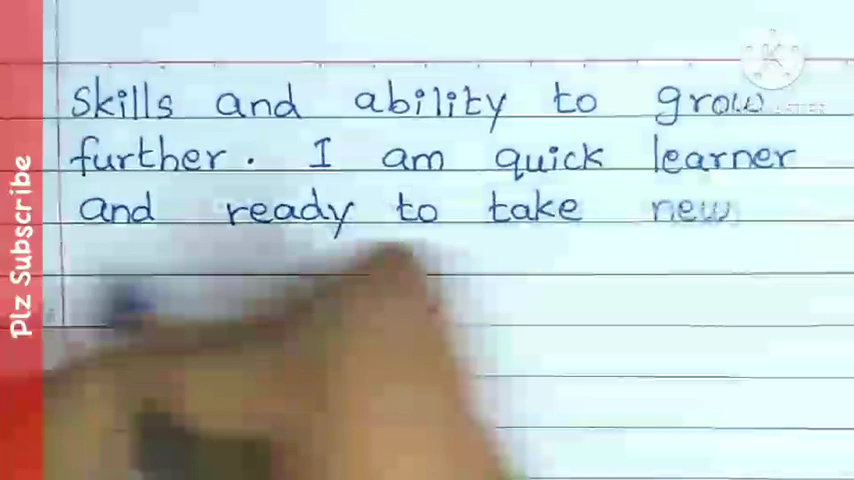 Plz Subscribe
skills and ability to grow
further. I am quick learner
and ready to take new